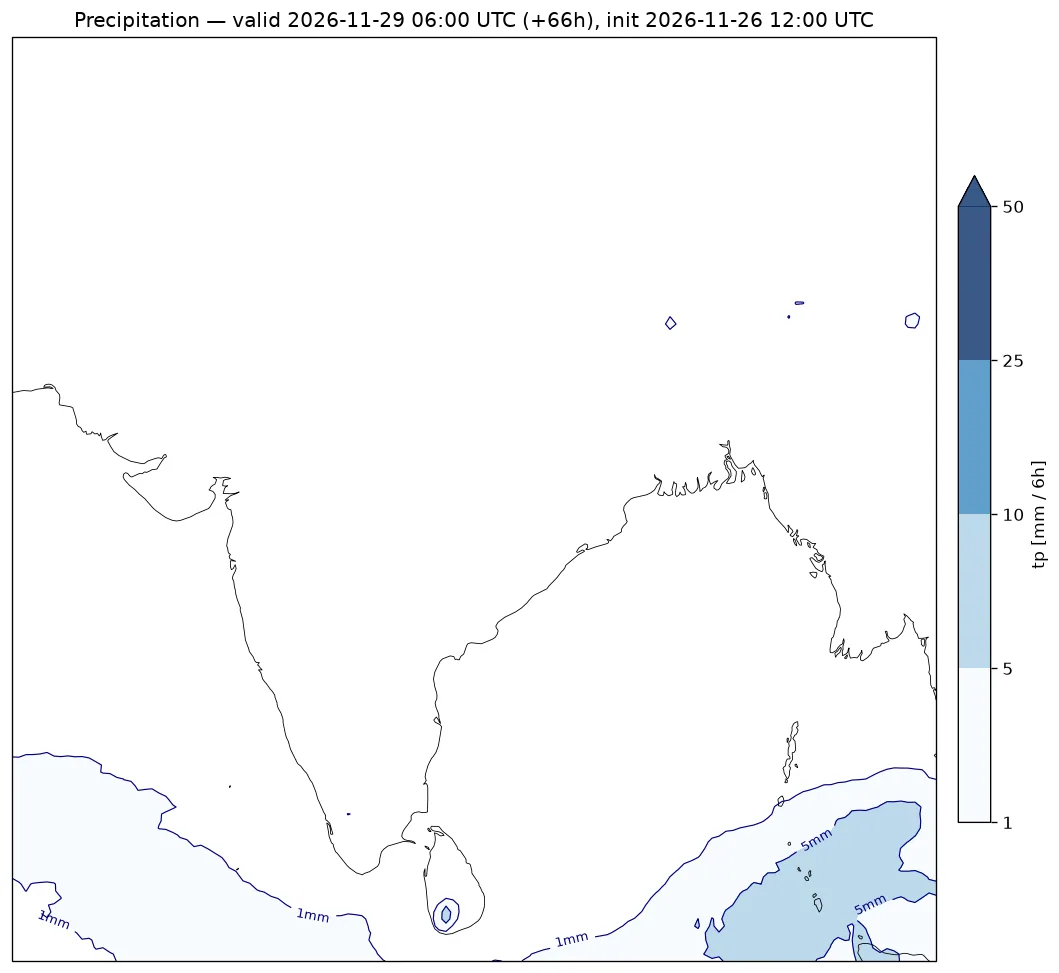 Precipitation — valid 2026-11-29 06:00 UTC (+66h), init 2026-11-26 12:00 UTC
50
25
10
5
1
tp [mm / 6h]
5mm
5mm
1mm
1mm
1mm